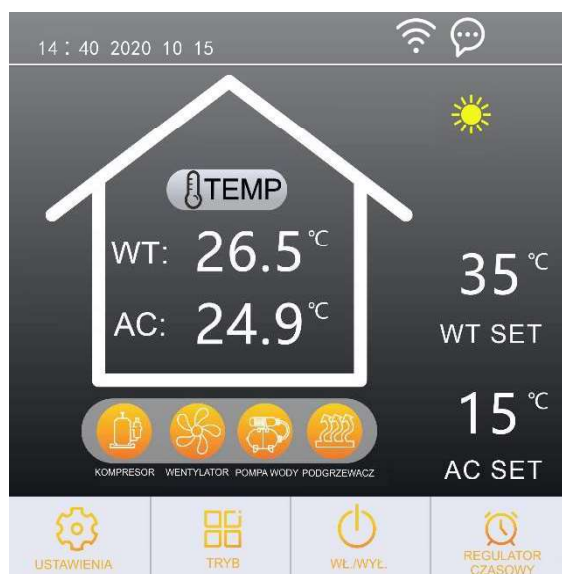 14 : 40 2020 10 15
TEMP
WT: 26.5 °C
AC: 24.9 °C
35 °C
WT SET
15 °C
AC SET
KOMPRESOR WENTYLATOR POMPA WODY PODGRZEWACZ
USTAWIENIA
TRYB
WŁ./WYŁ.
REGULATOR
CZASOWY